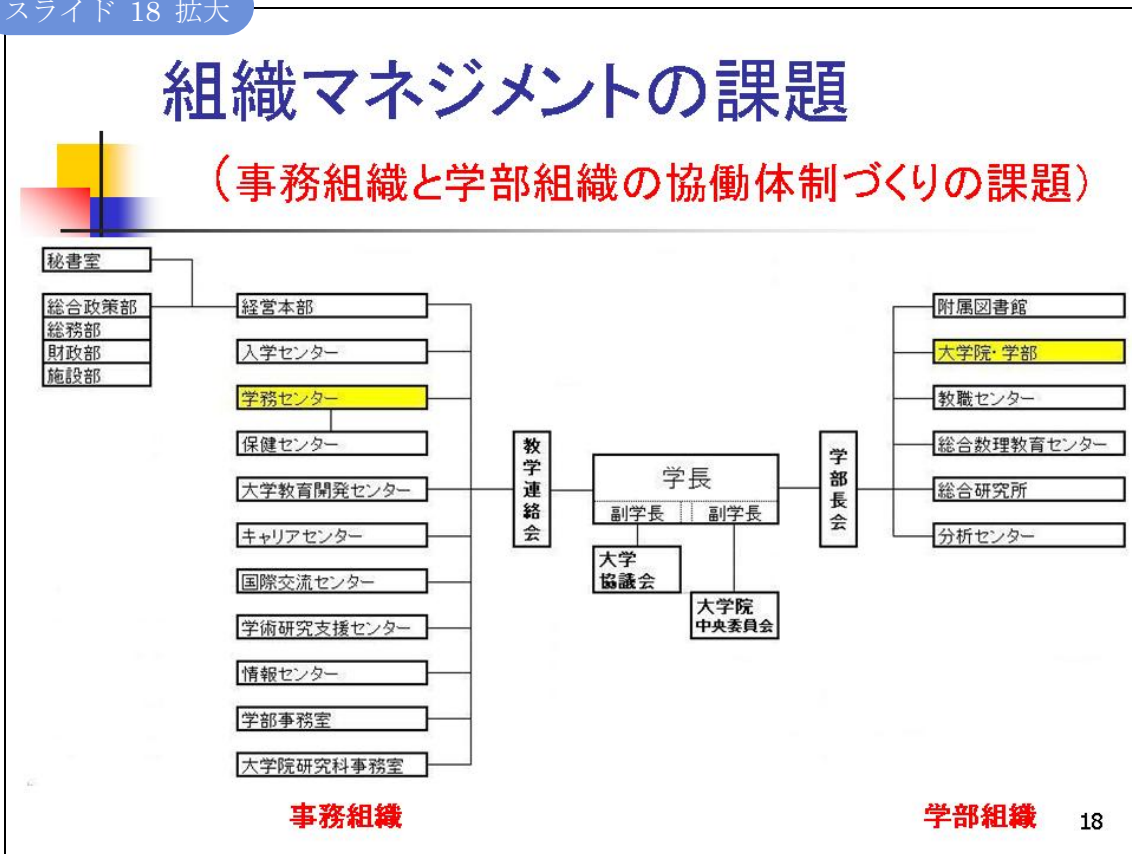 スライド 18 拡大
組織マネジメントの課題
(事務組織と学部組織の協働体制づくりの課題)
秘書室
総合政策部
総務部
財政部
施設部
経営本部
入学センター
学務センター
保健センター
大学教育開発センター
キャリアセンター
国際交流センター
学術研究支援センター
情報センター
学部事務室
大学院研究科事務室
教学連絡会
学長
副学長
副学長
大学
協議会
大学院
中央委員会
学部長会
附属図書館
大学院・学部
教職センター
総合数理教育センター
総合研究所
分析センター
事務組織
学部組織
18